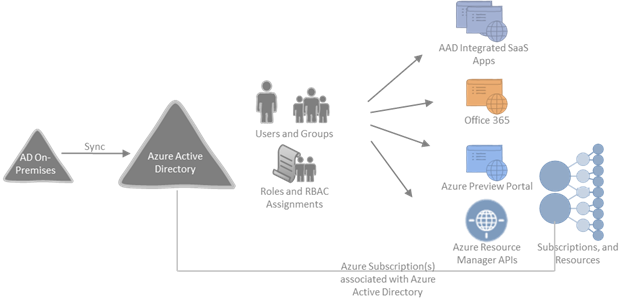 AAD Integrated SaaS
Apps
Office 365
Users and Groups
Sync
AD On-
Premises
Azure Active
Directory
Roles and RBAC
Assignments
Azure Preview Portal
Azure Resource
Manager APIs
Subscriptions, and
Resources
Azure Subscription(s)
associated with Azure
Active Directory